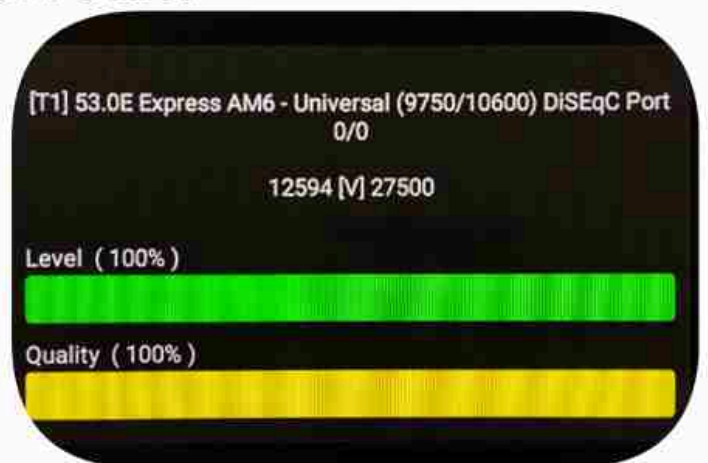 [T1] 53.0E Express AM6 - Universal (9750/10600) DiSEqC Port
0/0
12594 [V] 27500
Level ( 100% )
Quality ( 100% )